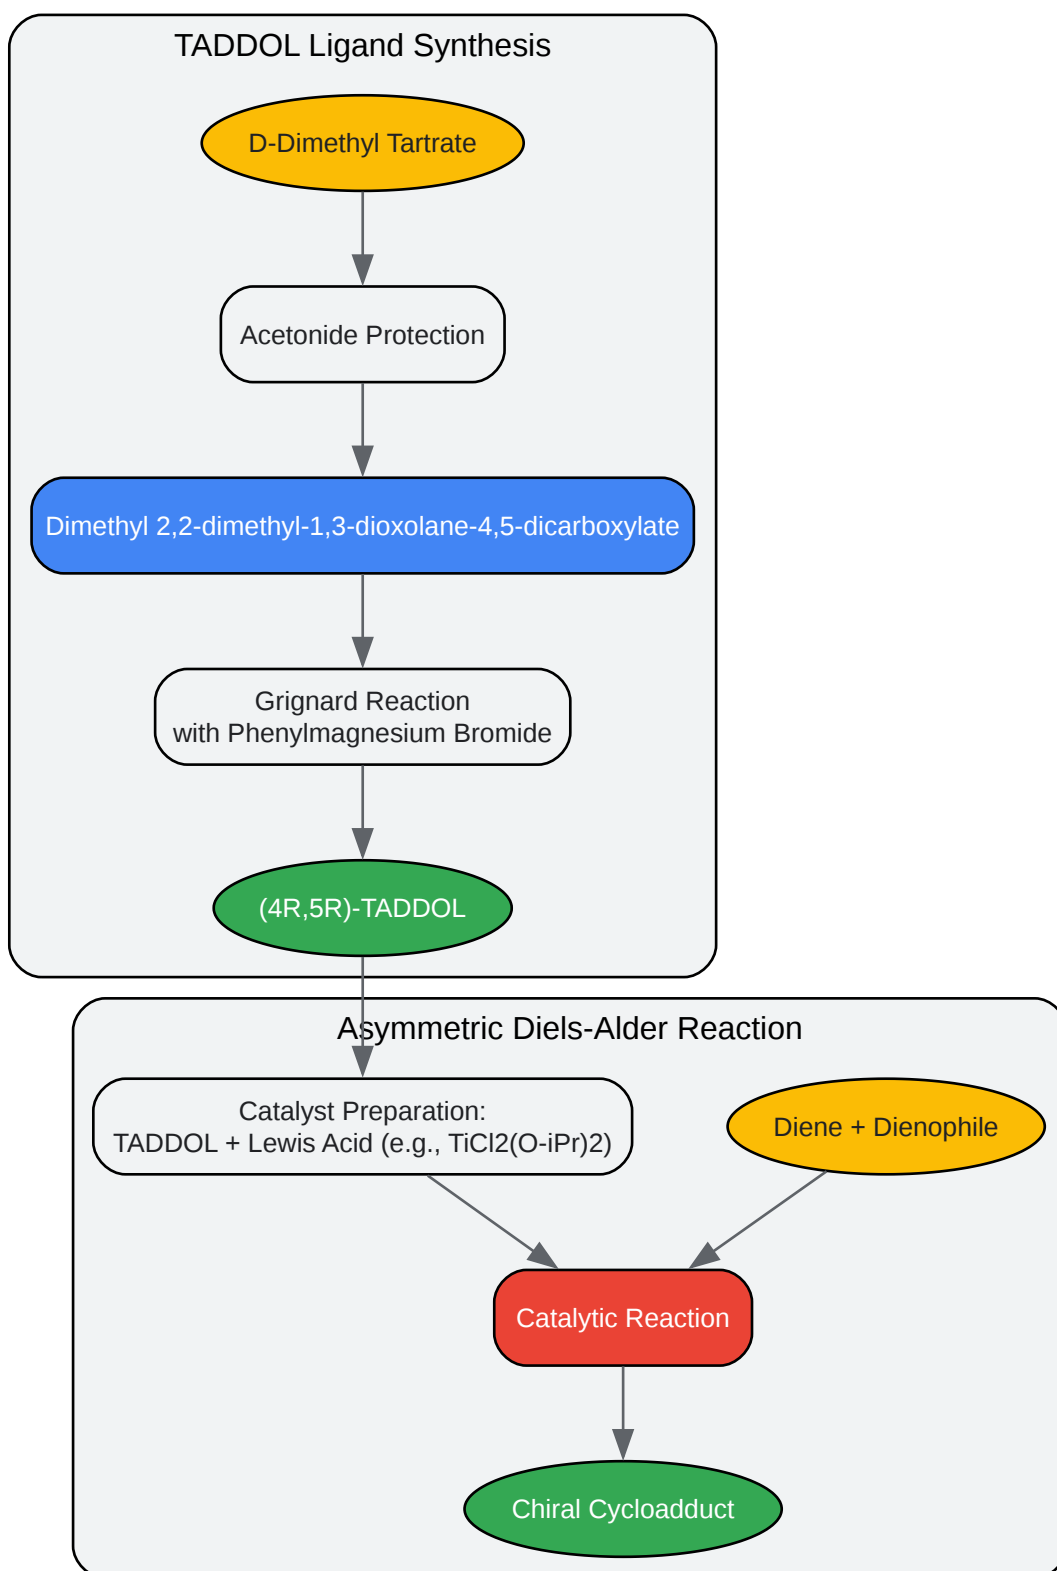 TADDOL Ligand Synthesis
D-Dimethyl Tartrate
Acetonide Protection
Dimethyl 2,2-dimethyl-1,3-dioxolane-4,5-dicarboxylate
Grignard Reaction
with Phenylmagnesium Bromide
(4R,5R)-TADDOL
Asymmetric Diels-Alder Reaction
Catalyst Preparation:
TADDOL + Lewis Acid (e.g., TiCl2(O-iPr)2)
Diene + Dienophile
Catalytic Reaction
Chiral Cycloadduct